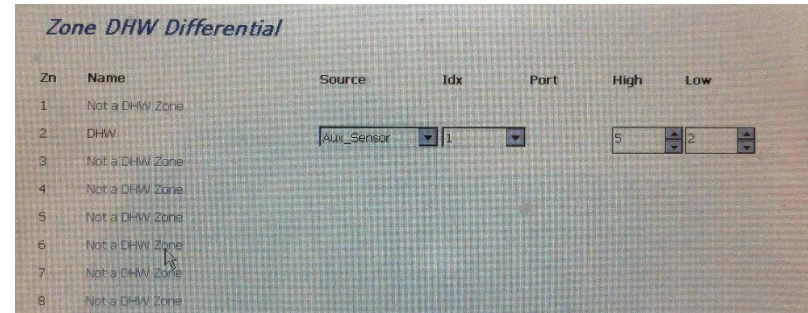 Zone DHW Differential
Zn Name Source Idx Port High Low
1 Not a DHW Zone
2 DHW Aux_Sensor 1 5 2
3 Not a DHW Zone
4 Not a DHW Zone
5 Not a DHW Zone
6 Not a DHW Zone
7 Not a DHW Zone
8 Not a DHW Zone